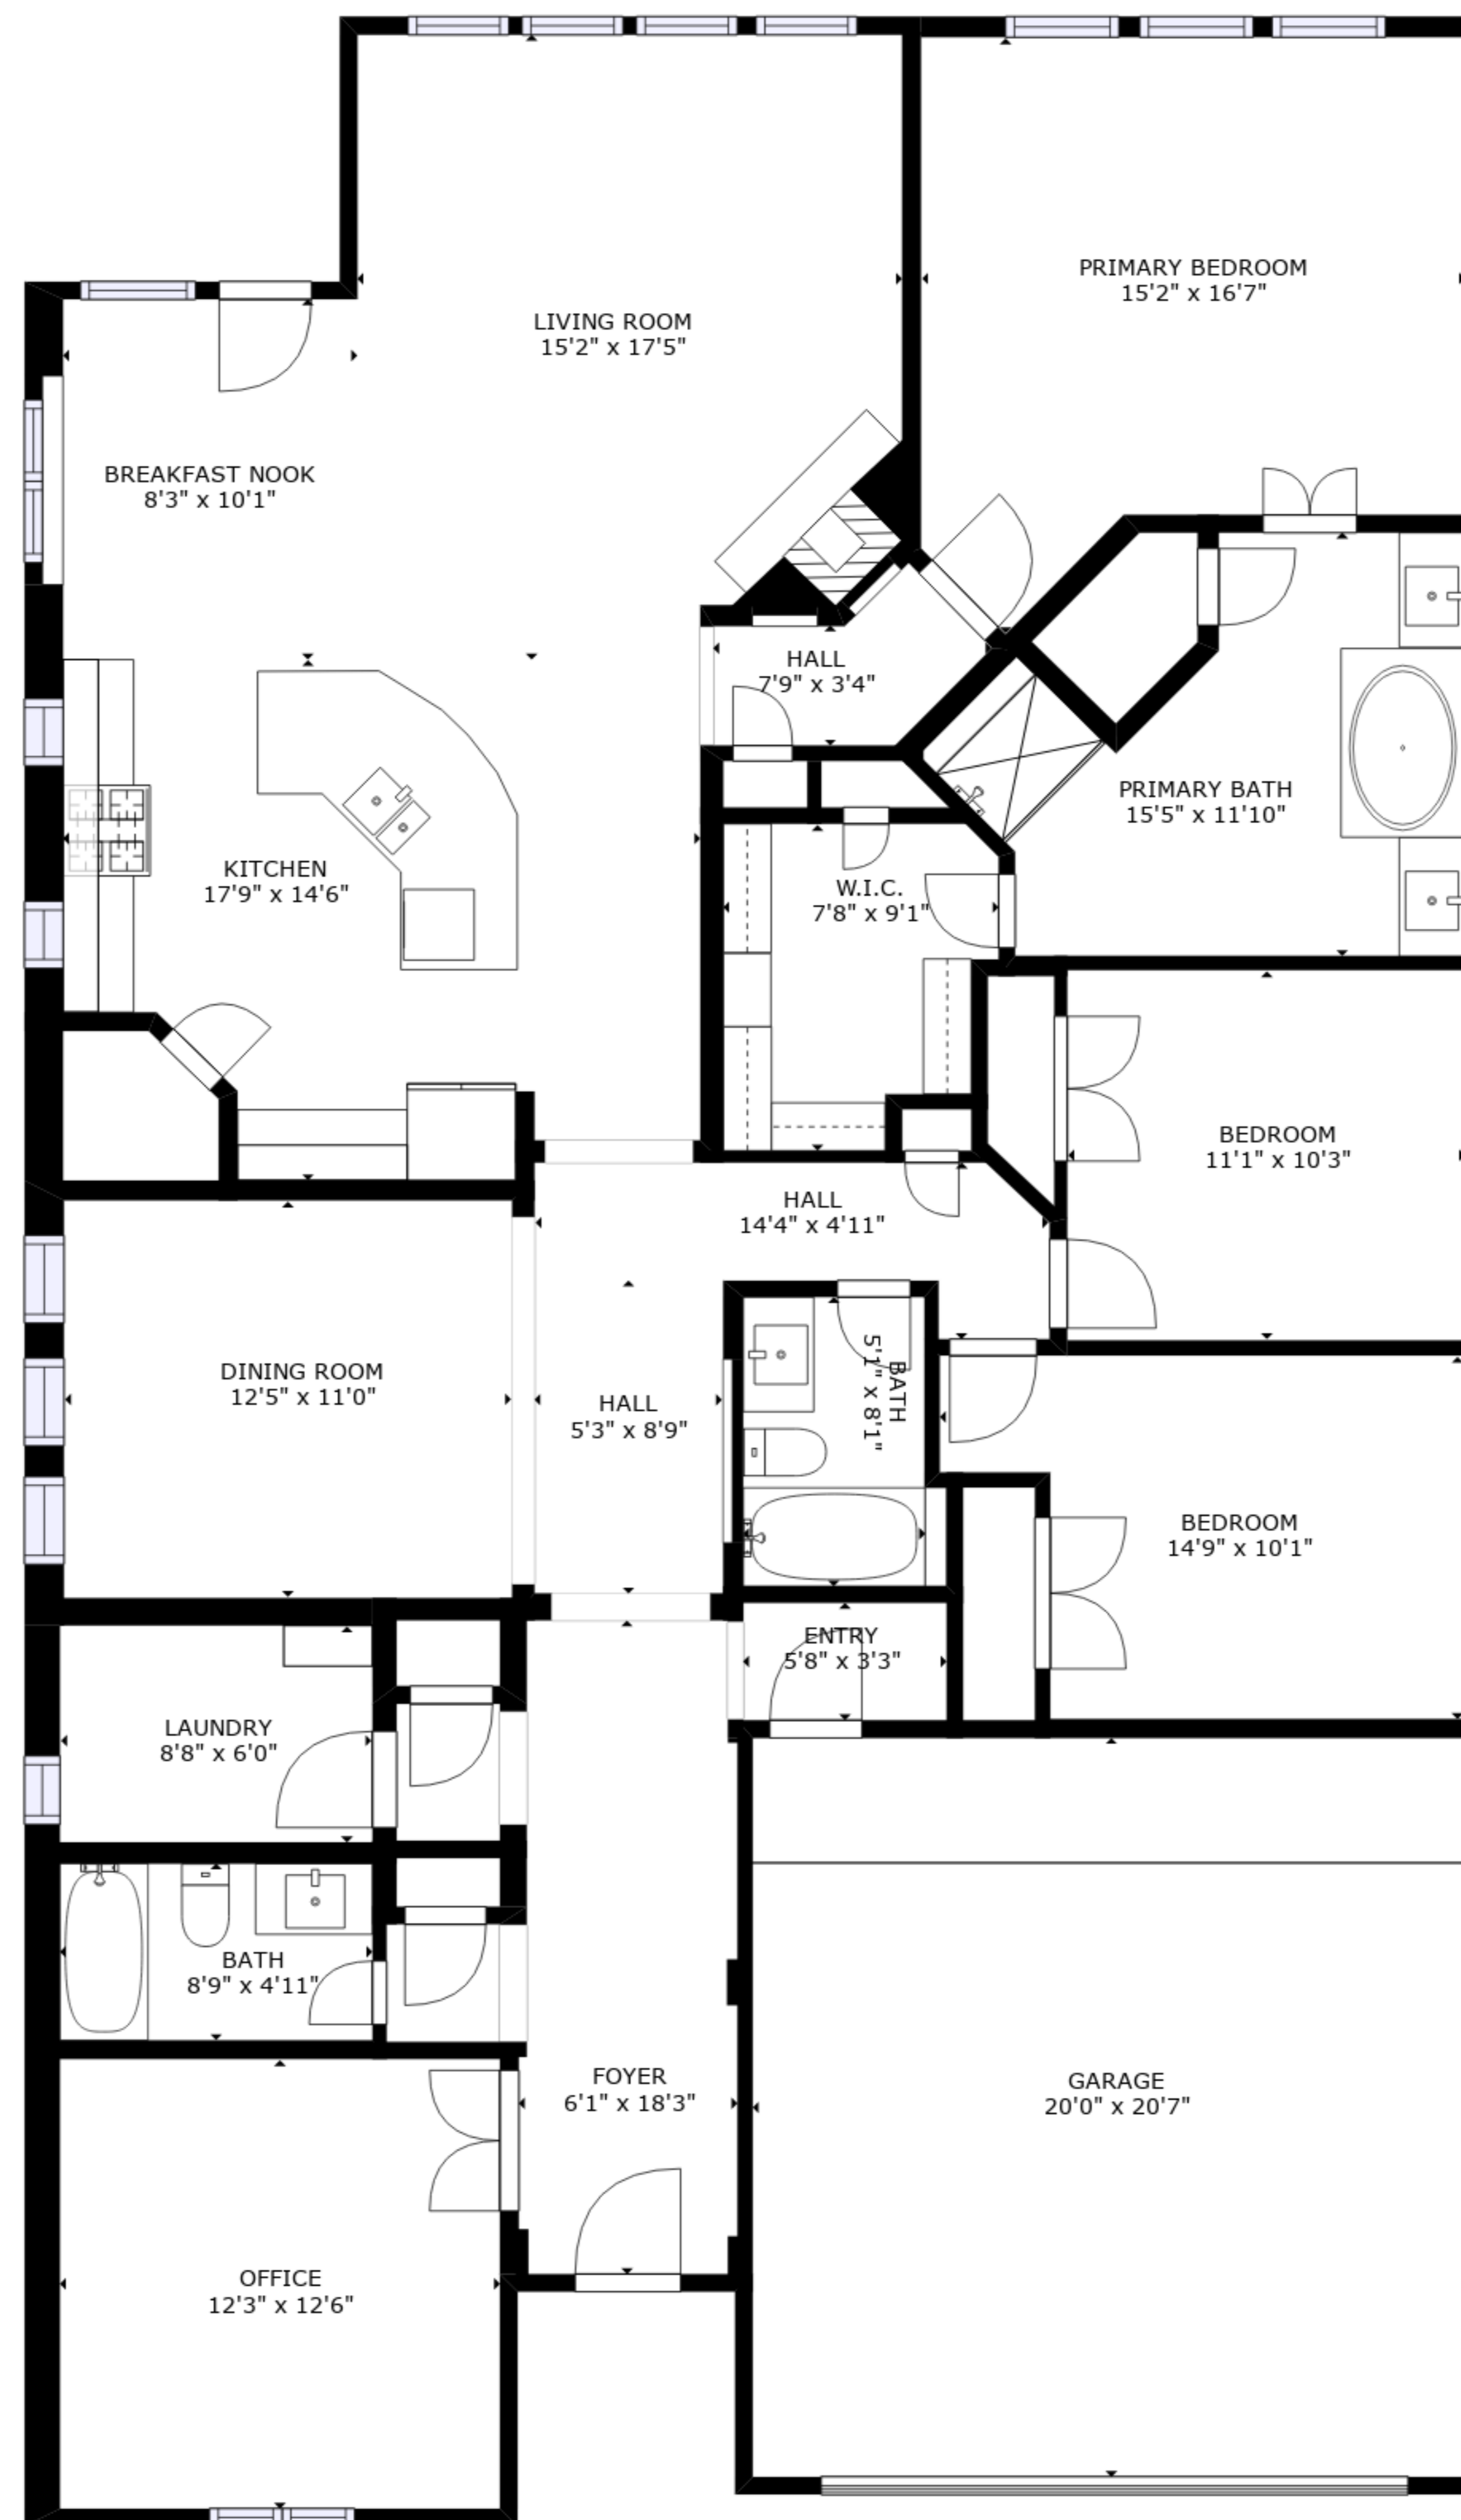 PRIMARY BEDROOM
15'2" x 16'7"
LIVING ROOM
15'2" x 17'5"
BREAKFAST NOOK
8'3" x 10'1"
HALL
7'9" x 3'4"
PRIMARY BATH
15'5" x 11'10"
KITCHEN
17'9" x 14'6"
W.I.C.
7'8" x 9'1"
BEDROOM
11'1" x 10'3"
HALL
14'4" x 4'11"
DINING ROOM
12'5" x 11'0"
HALL
5'3" x 8'9"
BATH
5'1" x 8'1"
BEDROOM
14'9" x 10'1"
ENTRY
5'8" x 3'3"
LAUNDRY
8'8" x 6'0"
BATH
8'9" x 4'11"
FOYER
6'1" x 18'3"
GARAGE
20'0" x 20'7"
OFFICE
12'3" x 12'6"